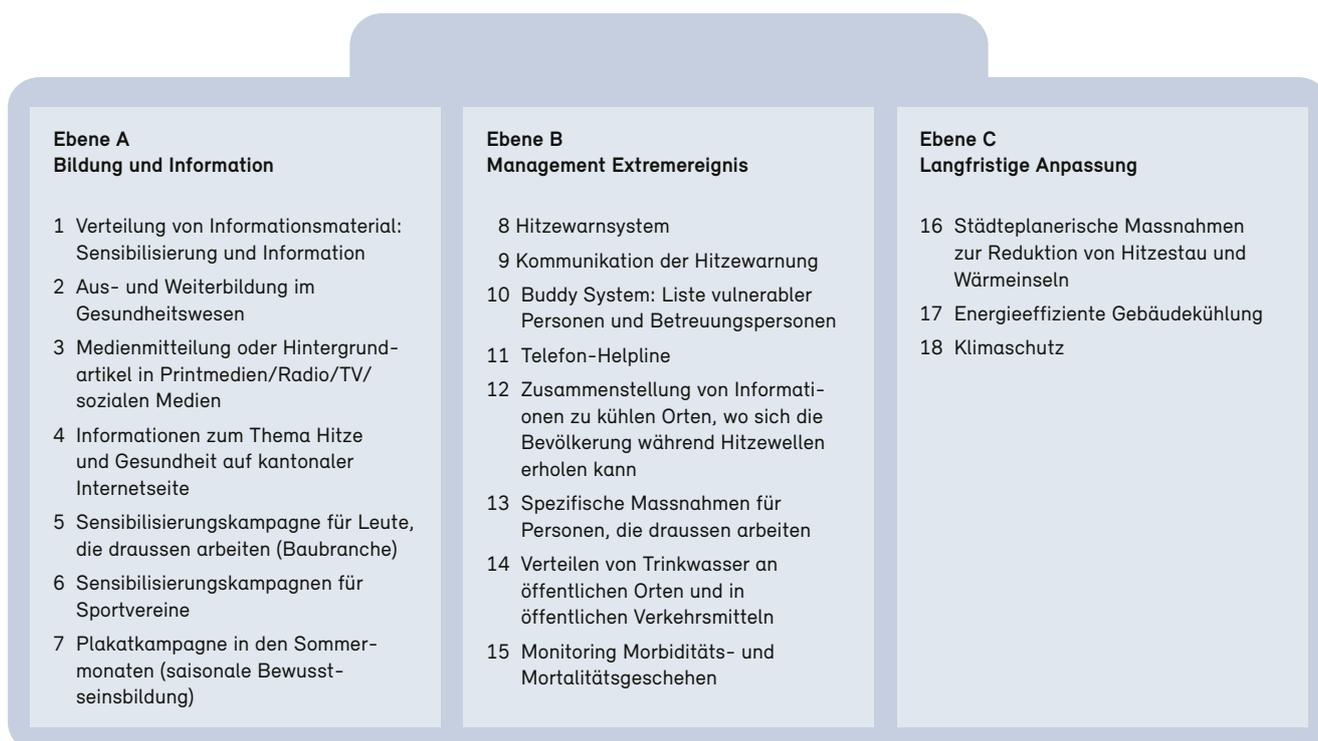 Ebene A
Bildung und Information
1 Verteilung von Informationsmaterial:
Sensibilisierung und Information
2 Aus- und Weiterbildung im
Gesundheitswesen
3 Medienmitteilung oder Hintergrund-
artikel in Printmedien/Radio/TV/
sozialen Medien
4 Informationen zum Thema Hitze
und Gesundheit auf kantonaler
Internetseite
5 Sensibilisierungskampagne für Leute,
die draussen arbeiten (Baubranche)
6 Sensibilisierungskampagnen für
Sportvereine
7 Plakatkampagne in den Sommer-
monaten (saisonale Bewusst-
seinsbildung)
Ebene B
Management Extremereignis
8 Hitzewarnsystem
9 Kommunikation der Hitzewarnung
10 Buddy System: Liste vulnerabler
Personen und Betreuungspersonen
11 Telefon-Helpline
12 Zusammenstellung von Informati-
onen zu kühlen Orten, wo sich die
Bevölkerung während Hitzewellen
erholen kann
13 Spezifische Massnahmen für
Personen, die draussen arbeiten
14 Verteilen von Trinkwasser an
öffentlichen Orten und in
öffentlichen Verkehrsmitteln
15 Monitoring Morbiditäts- und
Mortalitätsgeschehen
Ebene C
Langfristige Anpassung
16 Städteplanerische Massnahmen
zur Reduktion von Hitzestau und
Wärmeinseln
17 Energieeffiziente Gebäudekühlung
18 Klimaschutz